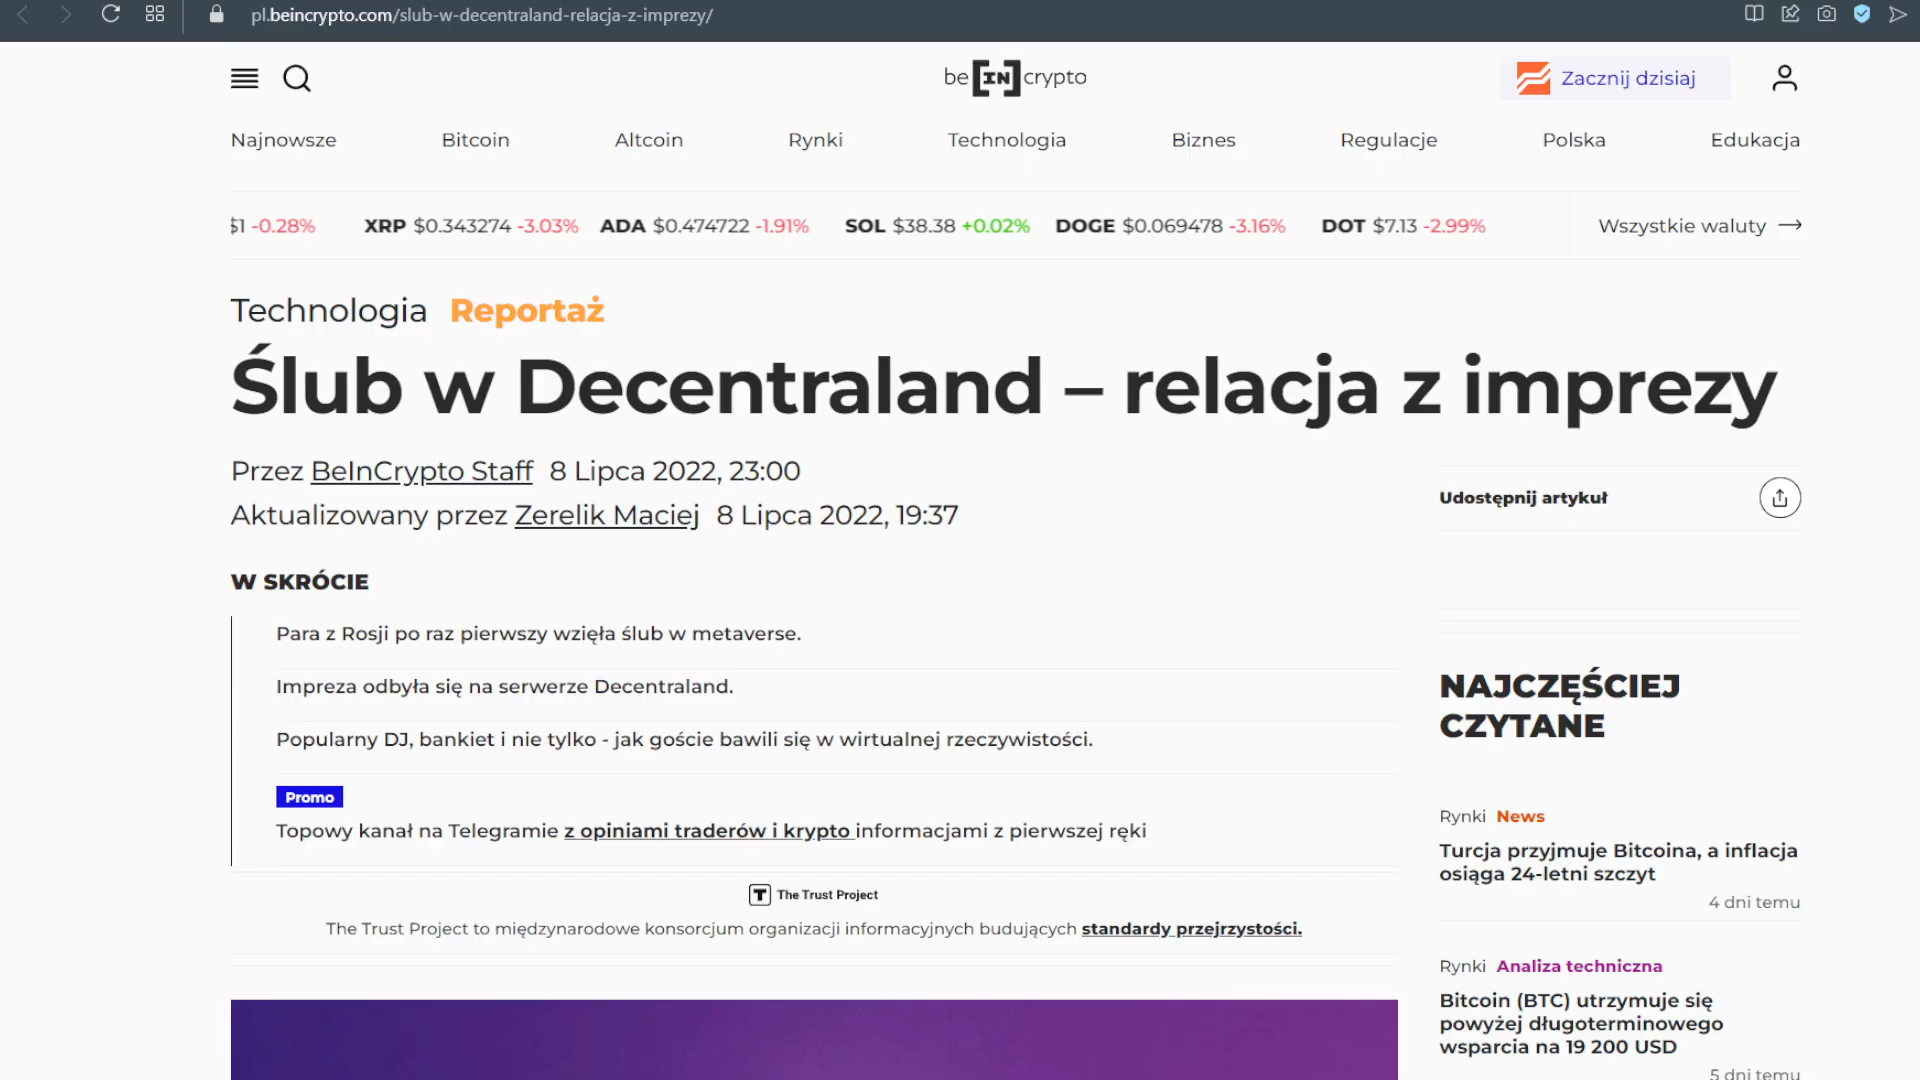 pl.beincrypto.com/slub-w-decentraland-relacja-z-imprezy/
be[IN]crypto
Zacznij dzisiaj
Najnowsze Bitcoin Altcoin Rynki Technologia Biznes Regulacje Polska Edukacja
$1 -0.28% XRP $0.343274 -3.03% ADA $0.474722 -1.91% SOL $38.38 +0.02% DOGE $0.069478 -3.16% DOT $7.13 -2.99% Wszystkie waluty
Technologia Reportaż
Ślub w Decentraland – relacja z imprezy
Przez BeInCrypto Staff 8 Lipca 2022, 23:00
Aktualizowany przez Zerelik Maciej 8 Lipca 2022, 19:37
Udostępnij artykuł
W SKRÓCIE
Para z Rosji po raz pierwszy wzięła ślub w metaverse.
Impreza odbyła się na serwerze Decentraland.
Popularny DJ, bankiet i nie tylko - jak goście bawili się w wirtualnej rzeczywistości.
Promo
Topowy kanał na Telegramie z opiniami traderów i krypto informacjami z pierwszej ręki
T The Trust Project
The Trust Project to międzynarodowe konsorcjum organizacji informacyjnych budujących standardy przejrzystości.
NAJCZĘŚCIEJ
CZYTANE
Rynki News
Turcja przyjmuje Bitcoina, a inflacja
osiąga 24-letni szczyt
4 dni temu
Rynki Analiza techniczna
Bitcoin (BTC) utrzymuje się
powyżej długoterminowego
wsparcia na 19 200 USD
5 dni temu